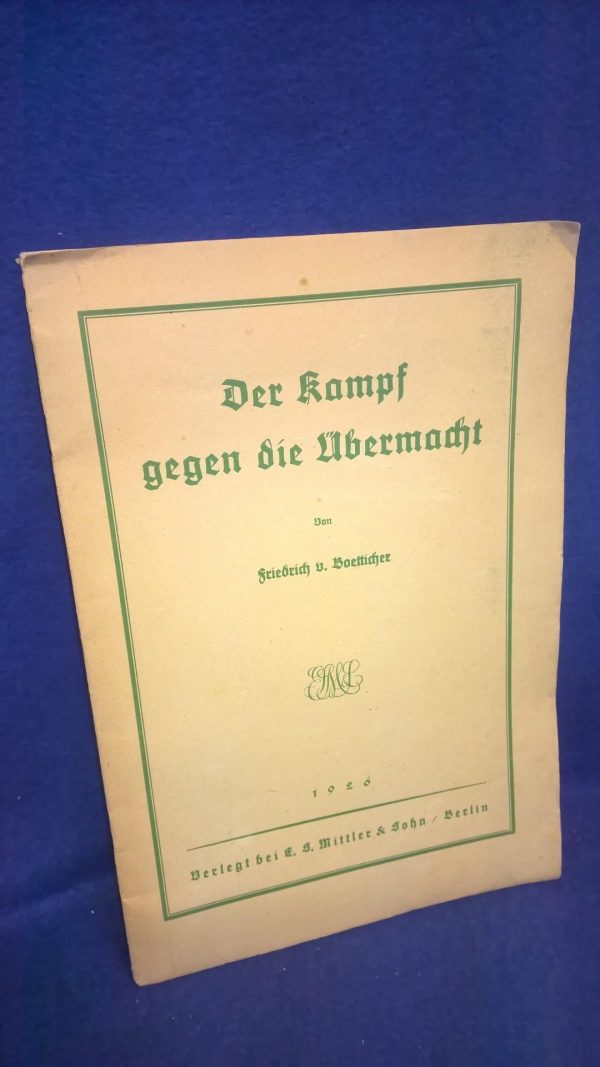 Der Kampf
gegen die Übermacht
Von
Friedrich v. Boetticher
1926
Verlegt bei E. S. Mittler & Sohn / Berlin